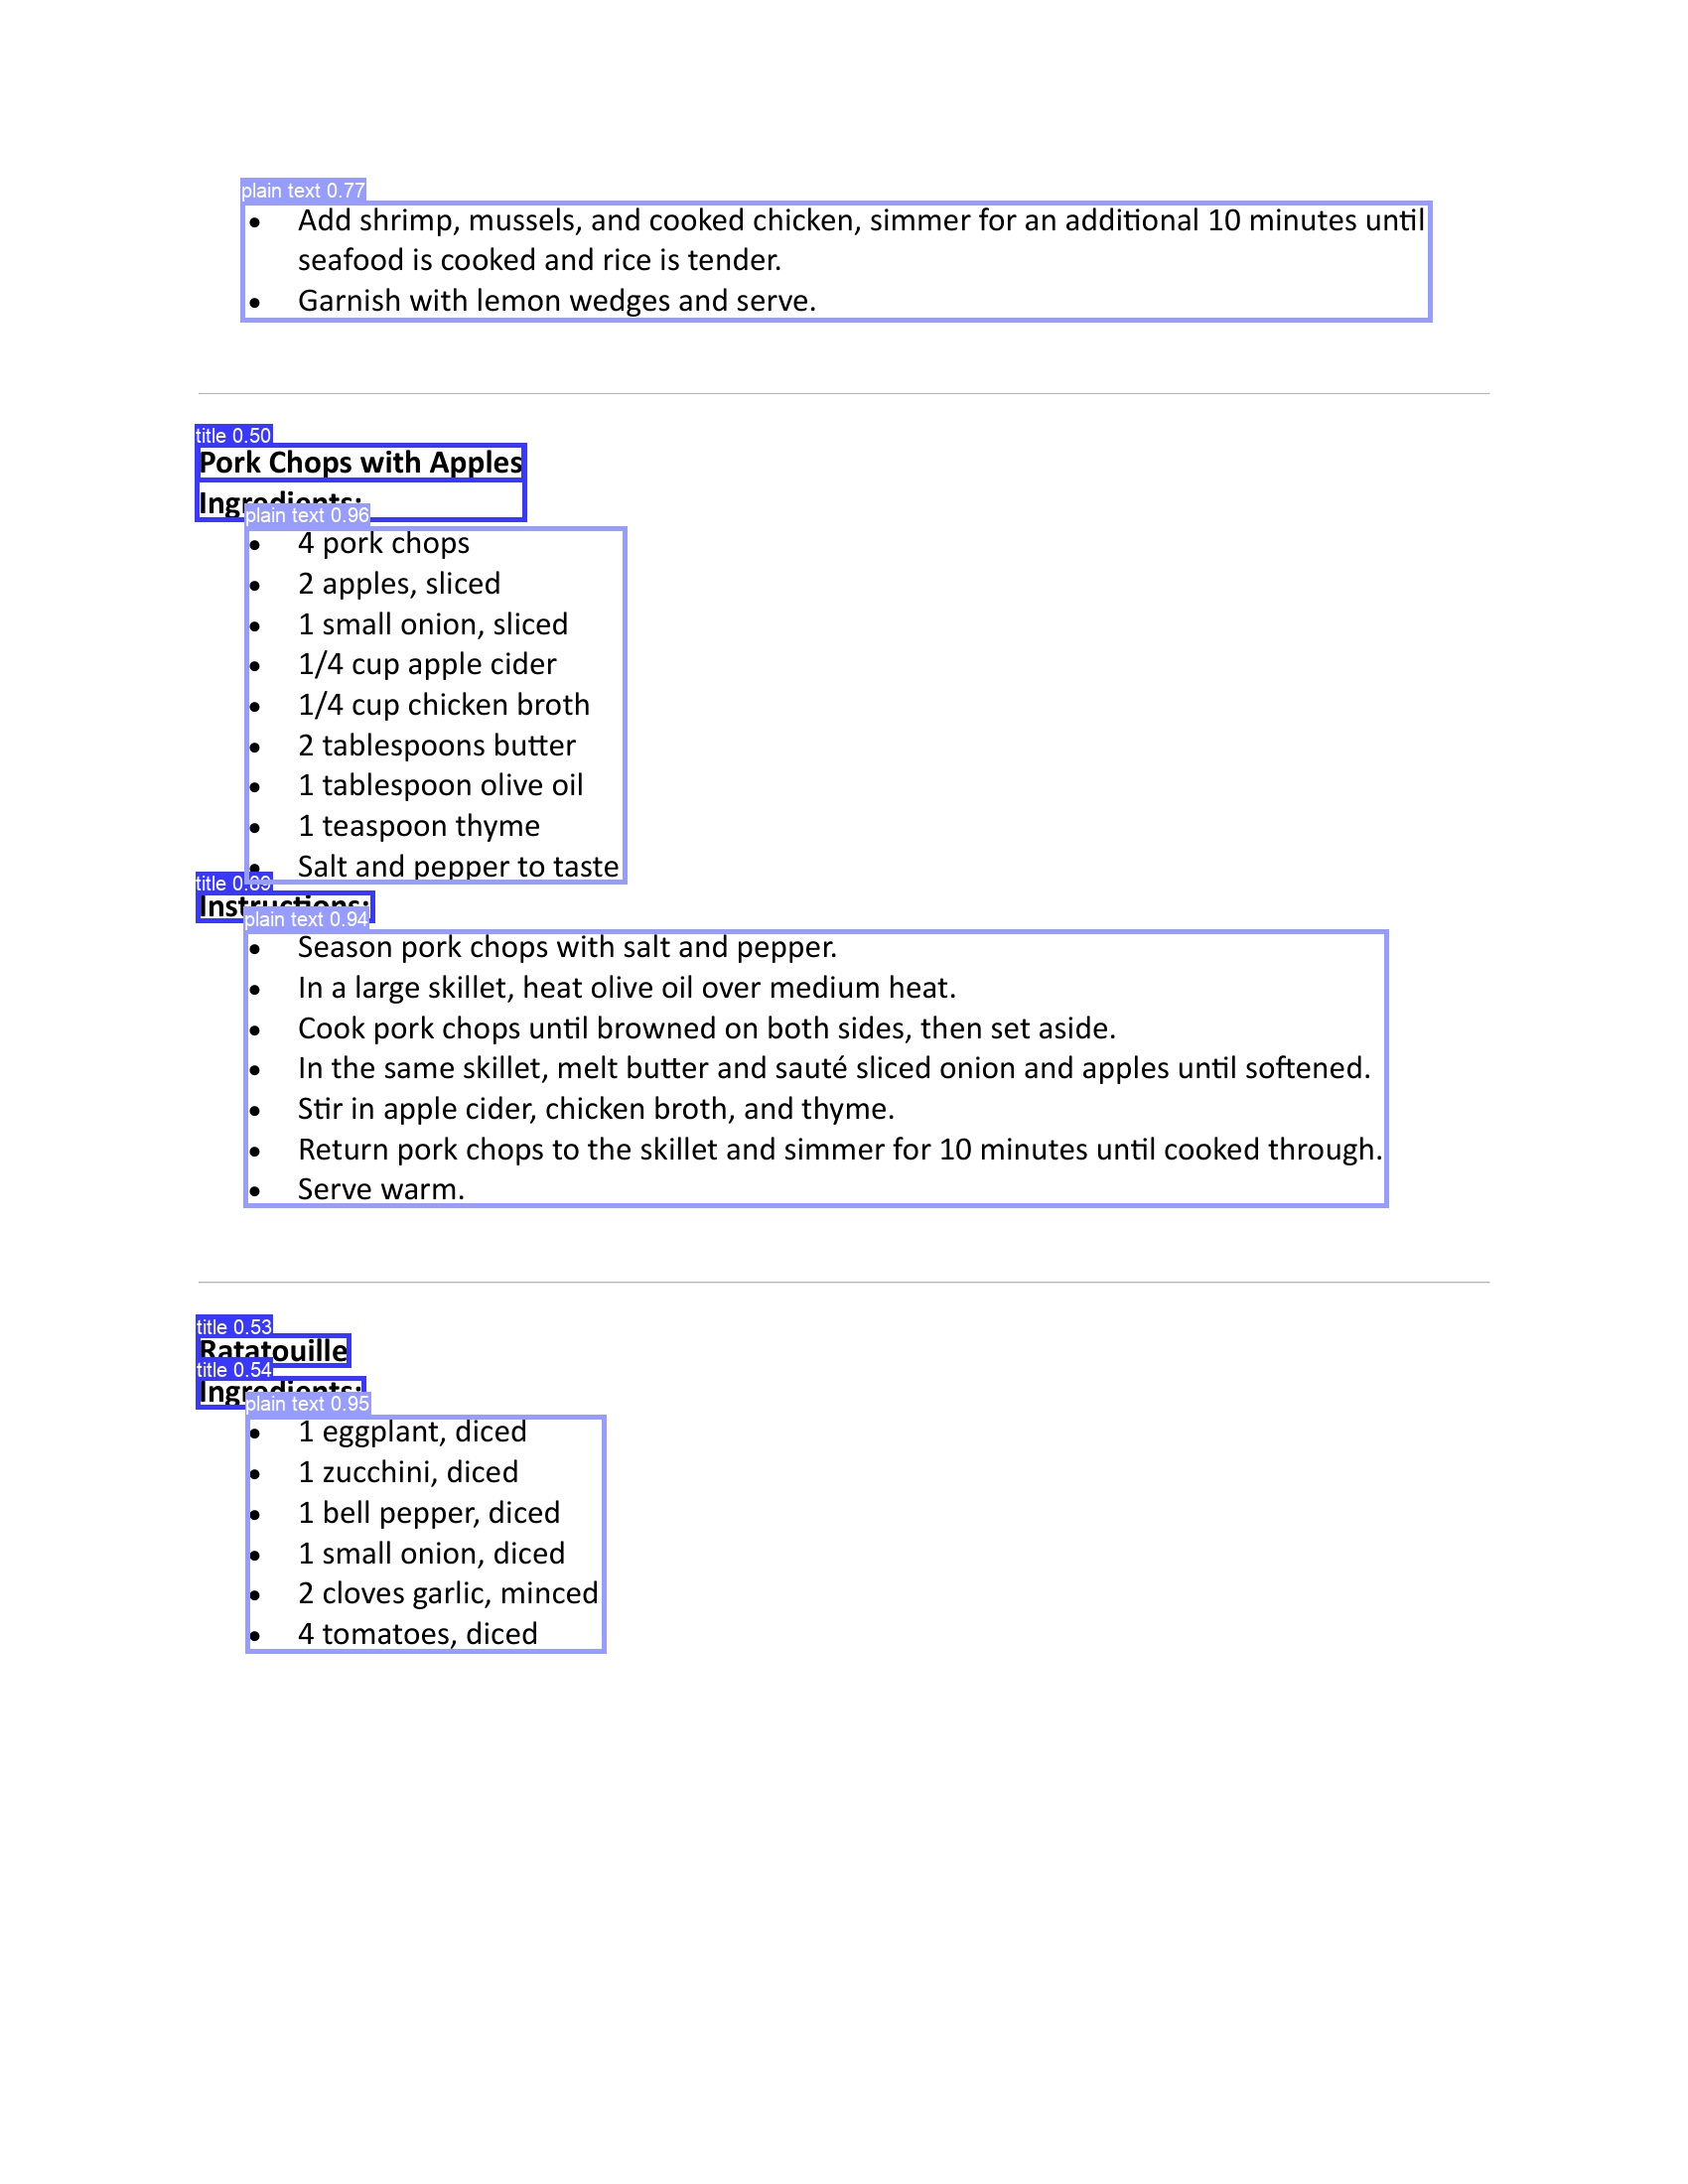 plain text 0.77
• Add shrimp, mussels, and cooked chicken, simmer for an additional 10 minutes until
seafood is cooked and rice is tender.
• Garnish with lemon wedges and serve.
title 0.50
Pork Chops with Apples
Ingredients:
plain text 0.96
• 4 pork chops
• 2 apples, sliced
• 1 small onion, sliced
• 1/4 cup apple cider
• 1/4 cup chicken broth
• 2 tablespoons butter
• 1 tablespoon olive oil
• 1 teaspoon thyme
• Salt and pepper to taste
title 0.89
Instructions:
plain text 0.94
• Season pork chops with salt and pepper.
• In a large skillet, heat olive oil over medium heat.
• Cook pork chops until browned on both sides, then set aside.
• In the same skillet, melt butter and sauté sliced onion and apples until softened.
• Stir in apple cider, chicken broth, and thyme.
• Return pork chops to the skillet and simmer for 10 minutes until cooked through.
• Serve warm.
title 0.53
Ratatouille
title 0.54
Ingredients:
plain text 0.95
• 1 eggplant, diced
• 1 zucchini, diced
• 1 bell pepper, diced
• 1 small onion, diced
• 2 cloves garlic, minced
• 4 tomatoes, diced